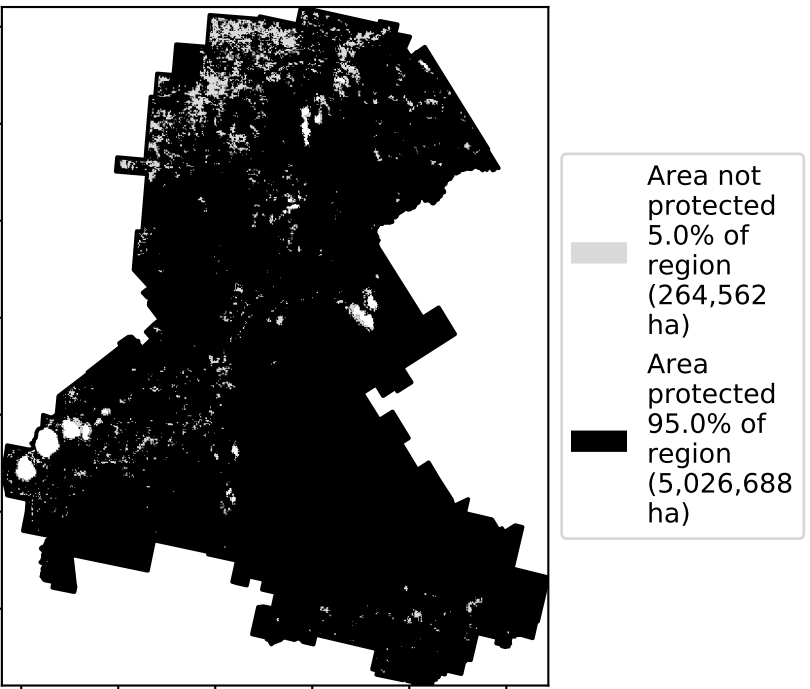 Area not
protected
5.0% of
region
(264,562
ha)
Area
protected
95.0% of
region
(5,026,688
ha)